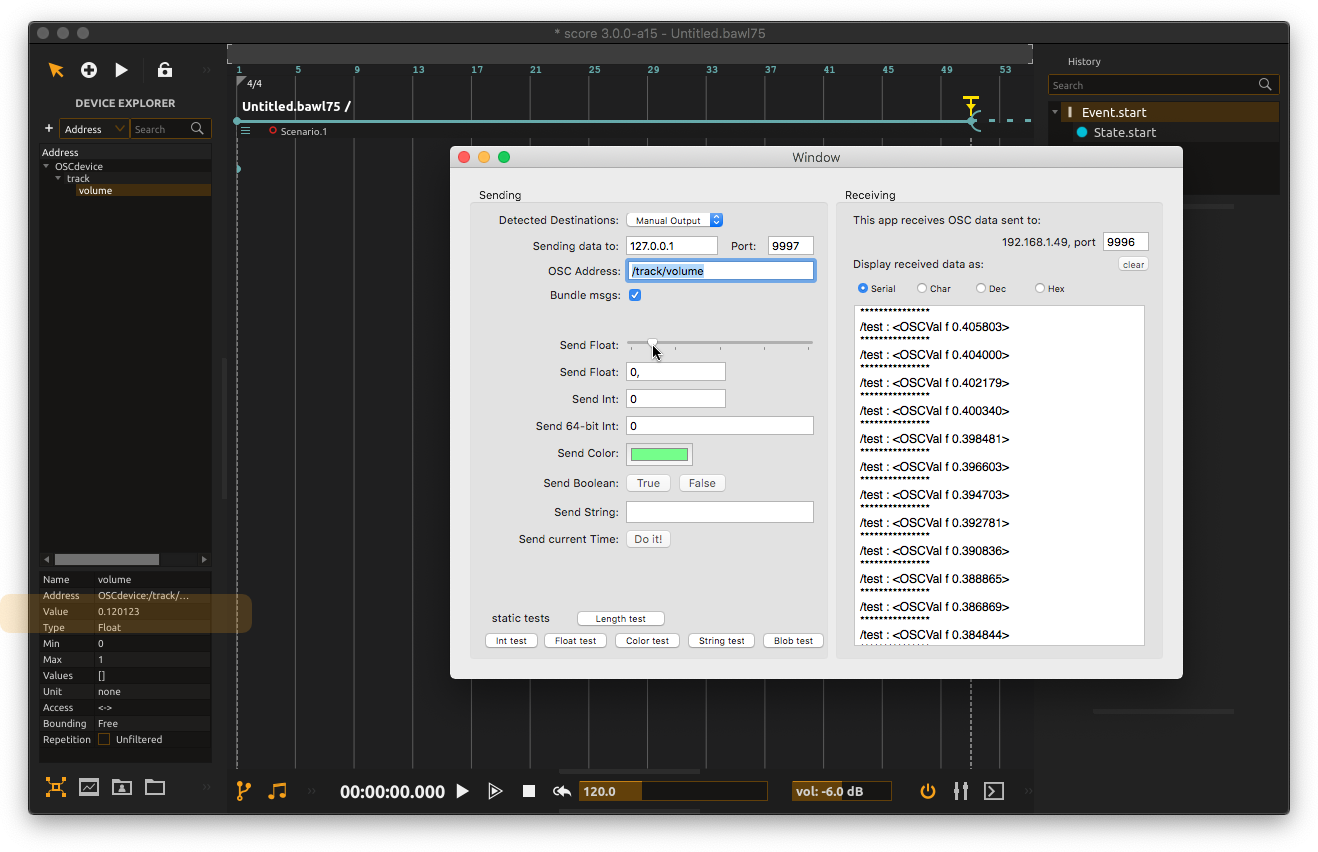 * score 3.0.0-a15 - Untitled.bawl75
1 5 9 13 17 21 25 29 33 37 41 45 49 53
4/4
Untitled.bawl75 /
Scenario.1
DEVICE EXPLORER
+ Address Search
Address
OSCdevice
track
volume
Name volume
Address OSCdevice:/track/...
Value 0.120123
Type Float
Min 0
Max 1
Values []
Unit none
Access <->
Bounding Free
Repetition Unfiltered
History
Search
Event.start
State.start
Window
Sending
Detected Destinations: Manual Output
Sending data to: 127.0.0.1 Port: 9997
OSC Address: /track/volume
Bundle msgs:
Send Float:
Send Float: 0,
Send Int: 0
Send 64-bit Int: 0
Send Color:
Send Boolean: True False
Send String:
Send current Time: Do it!
static tests Length test
Int test Float test Color test String test Blob test
Receiving
This app receives OSC data sent to:
192.168.1.49, port 9996
Display received data as: clear
Serial Char Dec Hex
***************
/test : <OSCVal f 0.405803>
***************
/test : <OSCVal f 0.404000>
***************
/test : <OSCVal f 0.402179>
***************
/test : <OSCVal f 0.400340>
***************
/test : <OSCVal f 0.398481>
***************
/test : <OSCVal f 0.396603>
***************
/test : <OSCVal f 0.394703>
***************
/test : <OSCVal f 0.392781>
***************
/test : <OSCVal f 0.390836>
***************
/test : <OSCVal f 0.388865>
***************
/test : <OSCVal f 0.386869>
***************
/test : <OSCVal f 0.384844>
00:00:00.000 120.0 vol: -6.0 dB